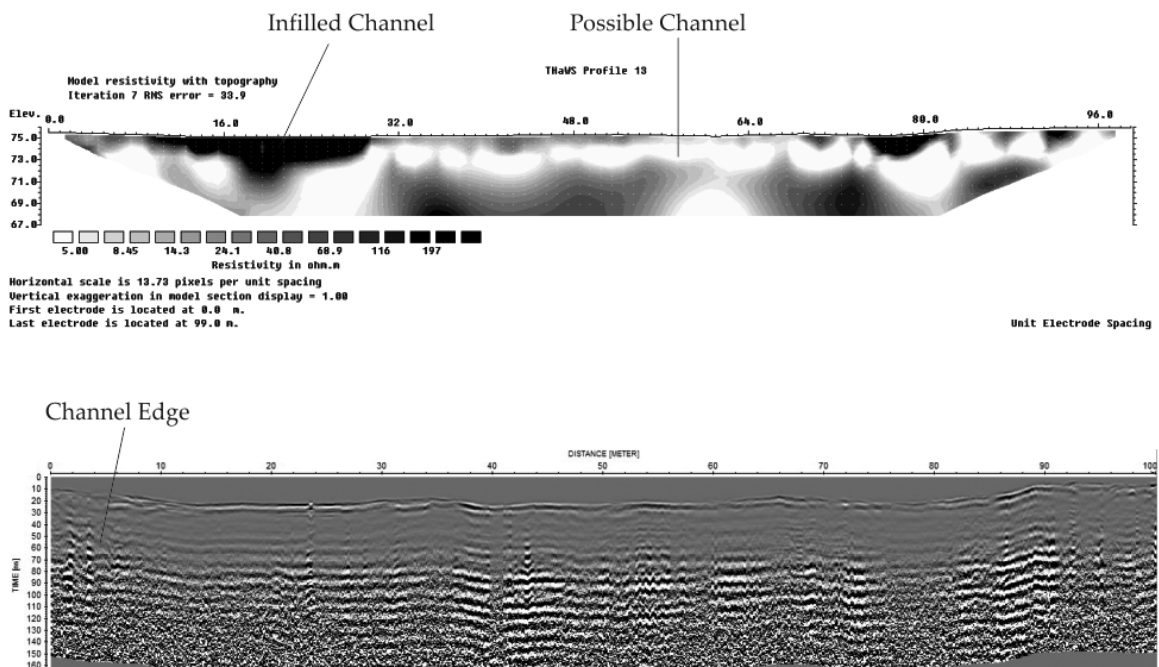 Infilled Channel Possible Channel
Model resistivity with topography
THaWS Profile 13
Iteration 7 RMS error = 33.9
Elev.
0.0 16.0 32.0 48.0 64.0 80.0 96.0
75.0
73.0
71.0
69.0
67.0
5.00 8.45 14.3 24.1 40.8 68.9 116 197
Resistivity in ohm.m
Horizontal scale is 13.73 pixels per unit spacing
Vertical exaggeration in model section display = 1.00
First electrode is located at 0.0 m.
Last electrode is located at 99.0 m.
Unit Electrode Spacing
Channel Edge
DISTANCE [METER]
0 10 20 30 40 50 60 70 80 90 100
TIME [ns]
0
10
20
30
40
50
60
70
80
90
100
110
120
130
140
150
160